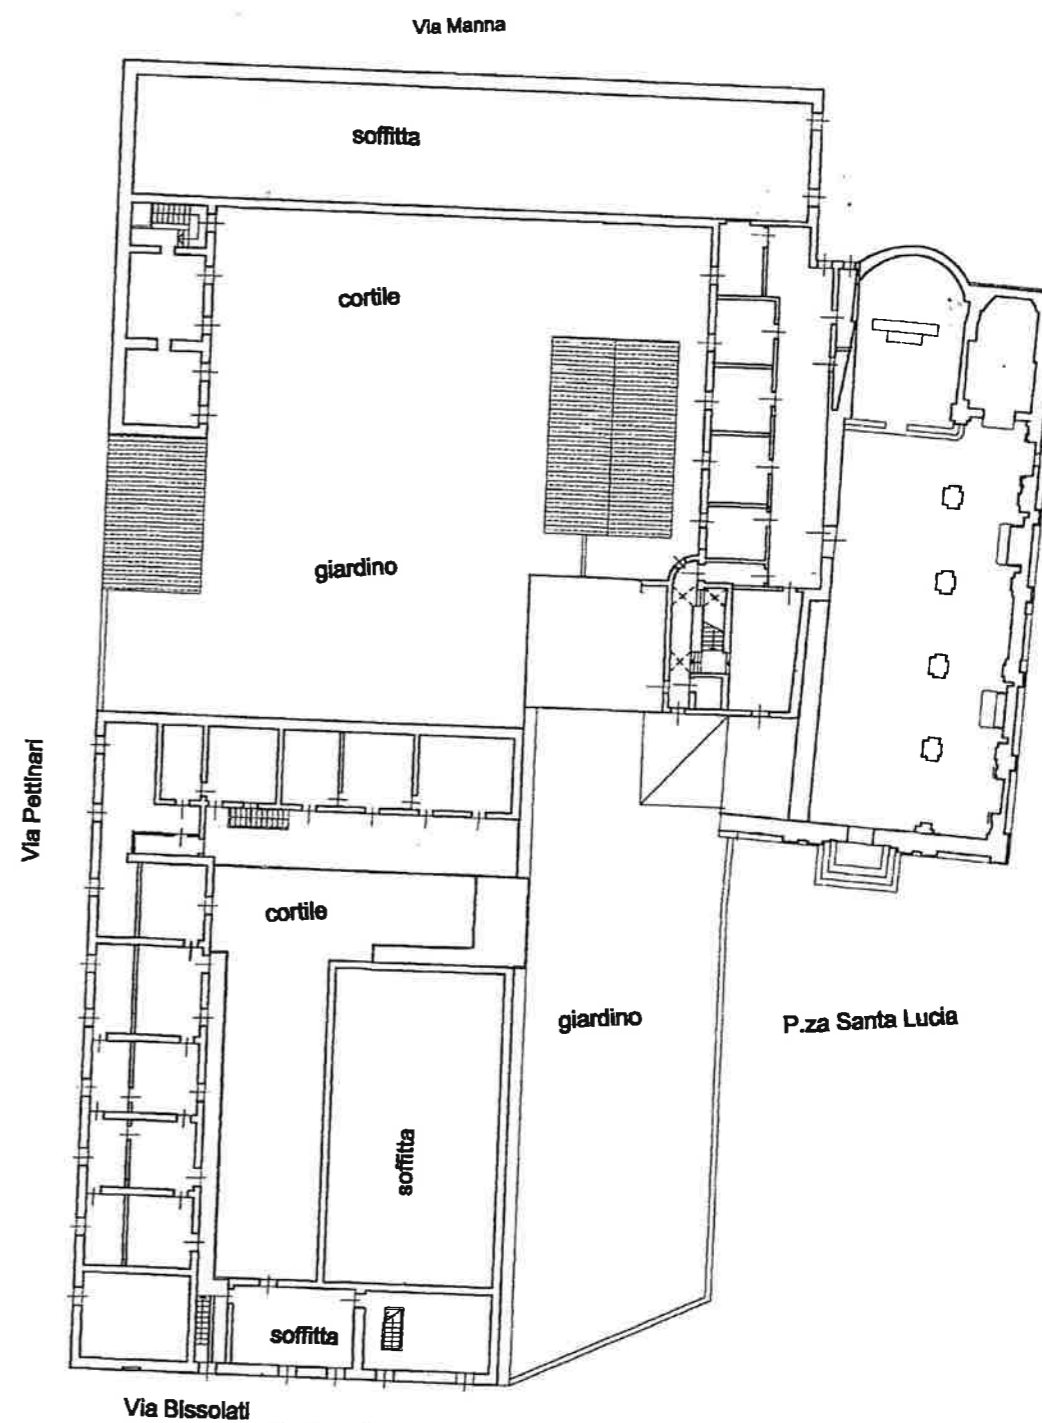 Via Manna
soffitta
cortile
giardino
Via Pettinari
cortile
giardino
P.za Santa Lucia
soffitta
soffitta
Via Bissolati